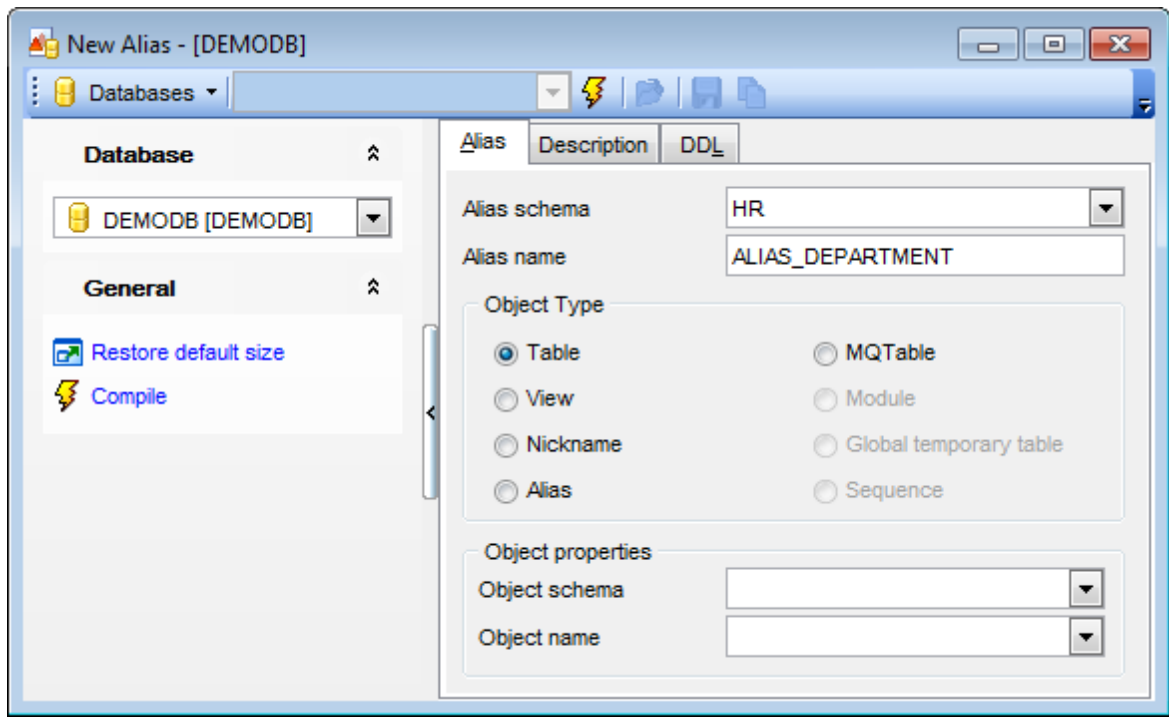 New Alias - [DEMODB]
Databases
Database
DEMODB [DEMODB]
General
Restore default size
Compile
Alias Description DDL
Alias schema HR
Alias name ALIAS_DEPARTMENT
Object Type
Table MQTable
View Module
Nickname Global temporary table
Alias Sequence
Object properties
Object schema
Object name